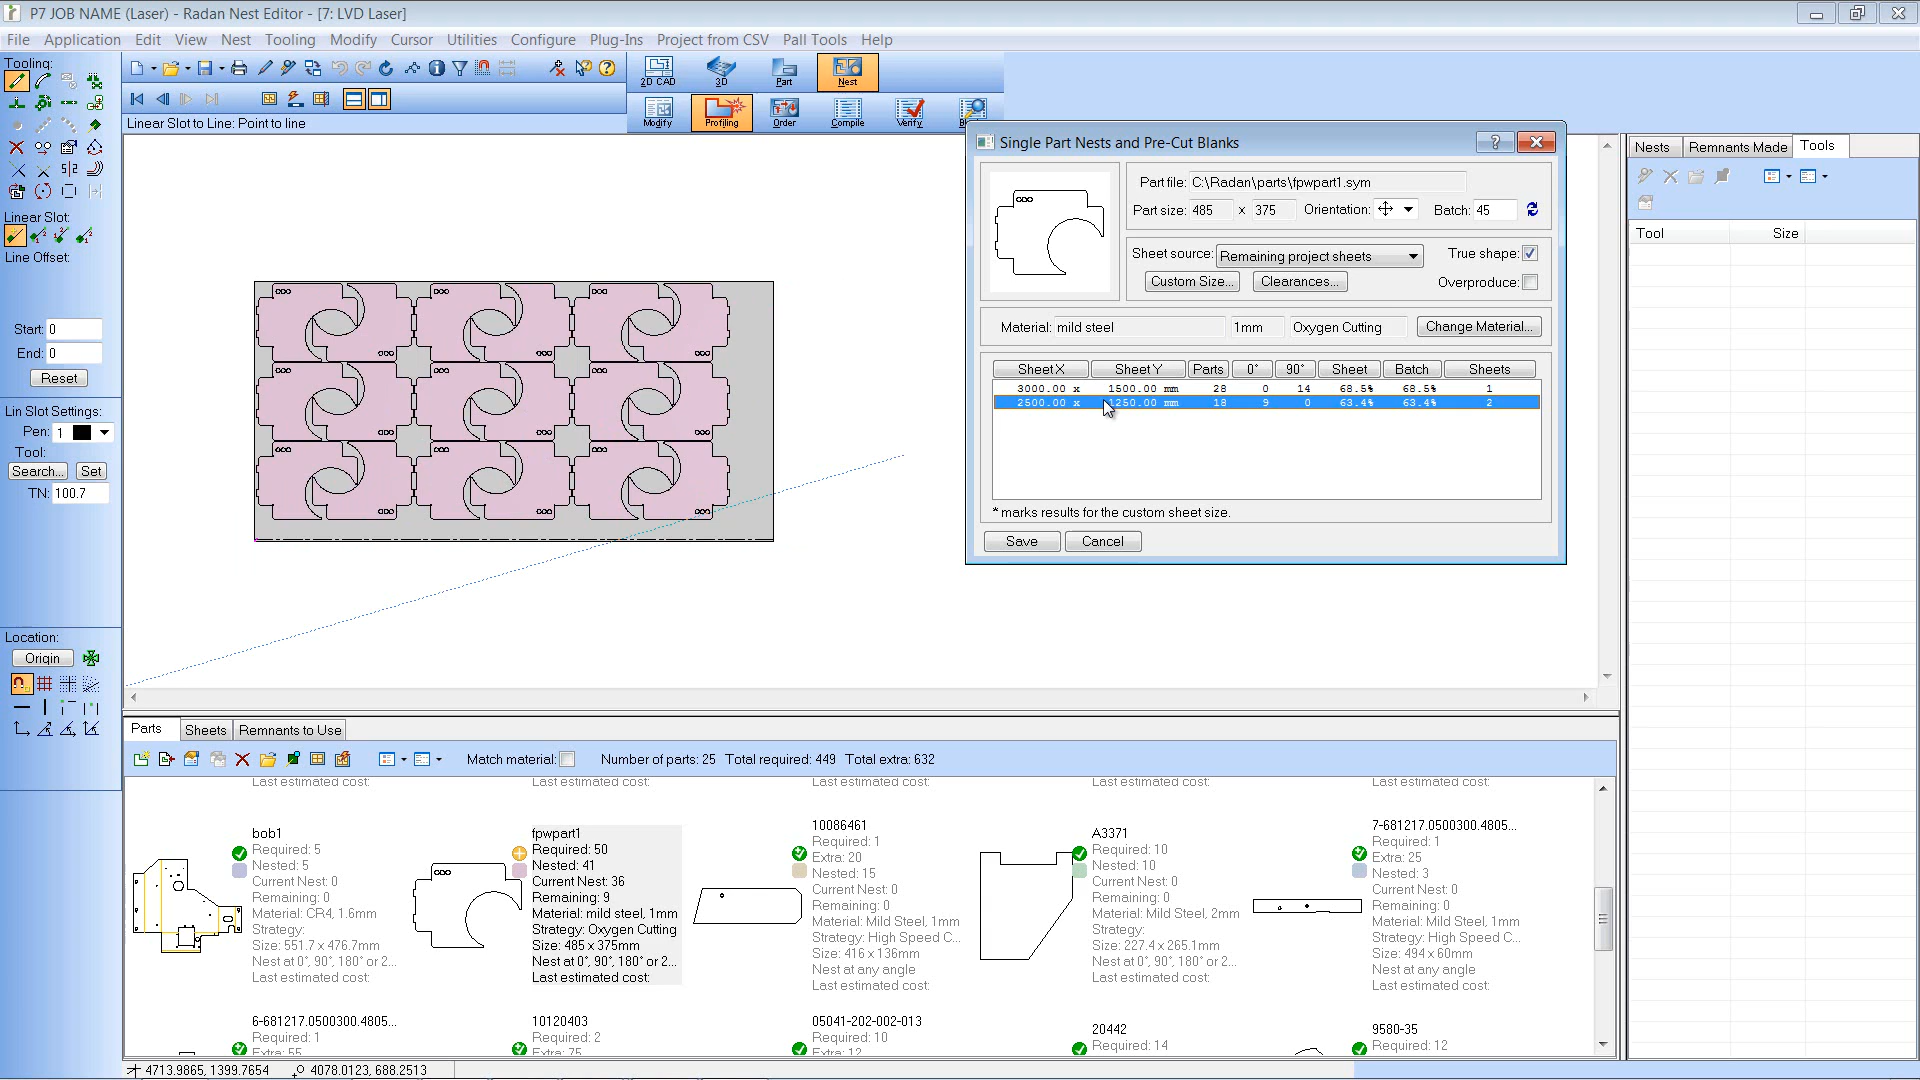 P7 JOB NAME (Laser) - Radan Nest Editor - [7: LVD Laser]
File Application Edit View Nest Tooling Modify Cursor Utilities Configure Plug-Ins Project from CSV Pall Tools Help
Tooling:
2D CAD 3D Part Nest
Modify Profiling Order Compile Verify
Linear Slot to Line: Point to line
Linear Slot:
Line Offset:
Start: 0
End: 0
Reset
Lin Slot Settings:
Pen: 1
Tool:
Search... Set
TN: 100.7
Location:
Origin
Single Part Nests and Pre-Cut Blanks
Part file: C:\Radan\parts\fpwpart1.sym
Part size: 485 x 375 Orientation: Batch: 45
Sheet source: Remaining project sheets True shape:
Custom Size... Clearances... Overproduce:
Material: mild steel 1mm Oxygen Cutting Change Material...
Sheet X Sheet Y Parts 0° 90° Sheet Batch Sheets
3000.00 x 1500.00 mm 28 0 14 68.5% 68.5% 1
2500.00 x 1250.00 mm 18 9 0 63.4% 63.4% 2
* marks results for the custom sheet size.
Save Cancel
Nests Remnants Made Tools
Tool Size
Parts Sheets Remnants to Use
Match material: Number of parts: 25 Total required: 449 Total extra: 632
Last estimated cost: Last estimated cost: Last estimated cost: Last estimated cost: Last estimated cost:
bob1
Required: 5
Nested: 5
Current Nest: 0
Remaining: 0
Material: CR4, 1.6mm
Strategy:
Size: 551.7 x 476.7mm
Nest at 0°, 90°, 180° or 2...
Last estimated cost:
fpwpart1
Required: 50
Nested: 41
Current Nest: 36
Remaining: 9
Material: mild steel, 1mm
Strategy: Oxygen Cutting
Size: 485 x 375mm
Nest at 0°, 90°, 180° or 2...
Last estimated cost:
10086461
Required: 1
Extra: 20
Nested: 15
Current Nest: 0
Remaining: 0
Material: Mild Steel, 1mm
Strategy: High Speed C...
Size: 416 x 136mm
Nest at any angle
Last estimated cost:
A3371
Required: 10
Nested: 10
Current Nest: 0
Remaining: 0
Material: Mild Steel, 2mm
Strategy:
Size: 227.4 x 265.1mm
Nest at 0°, 90°, 180° or 2...
Last estimated cost:
7-681217.0500300.4805...
Required: 1
Extra: 25
Nested: 3
Current Nest: 0
Remaining: 0
Material: Mild Steel, 1mm
Strategy: High Speed C...
Size: 494 x 60mm
Nest at any angle
Last estimated cost:
6-681217.0500300.4805...
Required: 1
Extra: 55
10120403
Required: 2
Extra: 75
05041-202-002-013
Required: 10
Extra: 12
20442
Required: 14
9580-35
Required: 12
4713.9865, 1399.7654 4078.0123, 688.2513